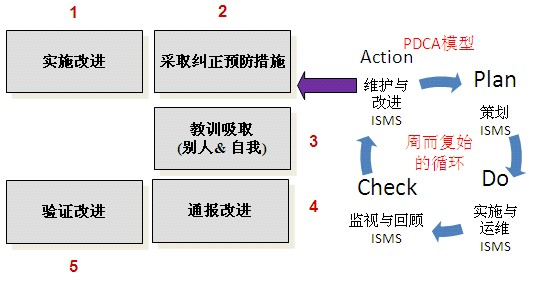 1
2
实施改进
采取纠正预防措施
教训吸取
(别人& 自我)
3
验证改进
通报改进
4
5
PDCA模型
Action
维护与
改进
ISMS
Plan
策划
ISMS
周而复始
的循环
Do
实施与
运维
ISMS
Check
监视与回顾
ISMS